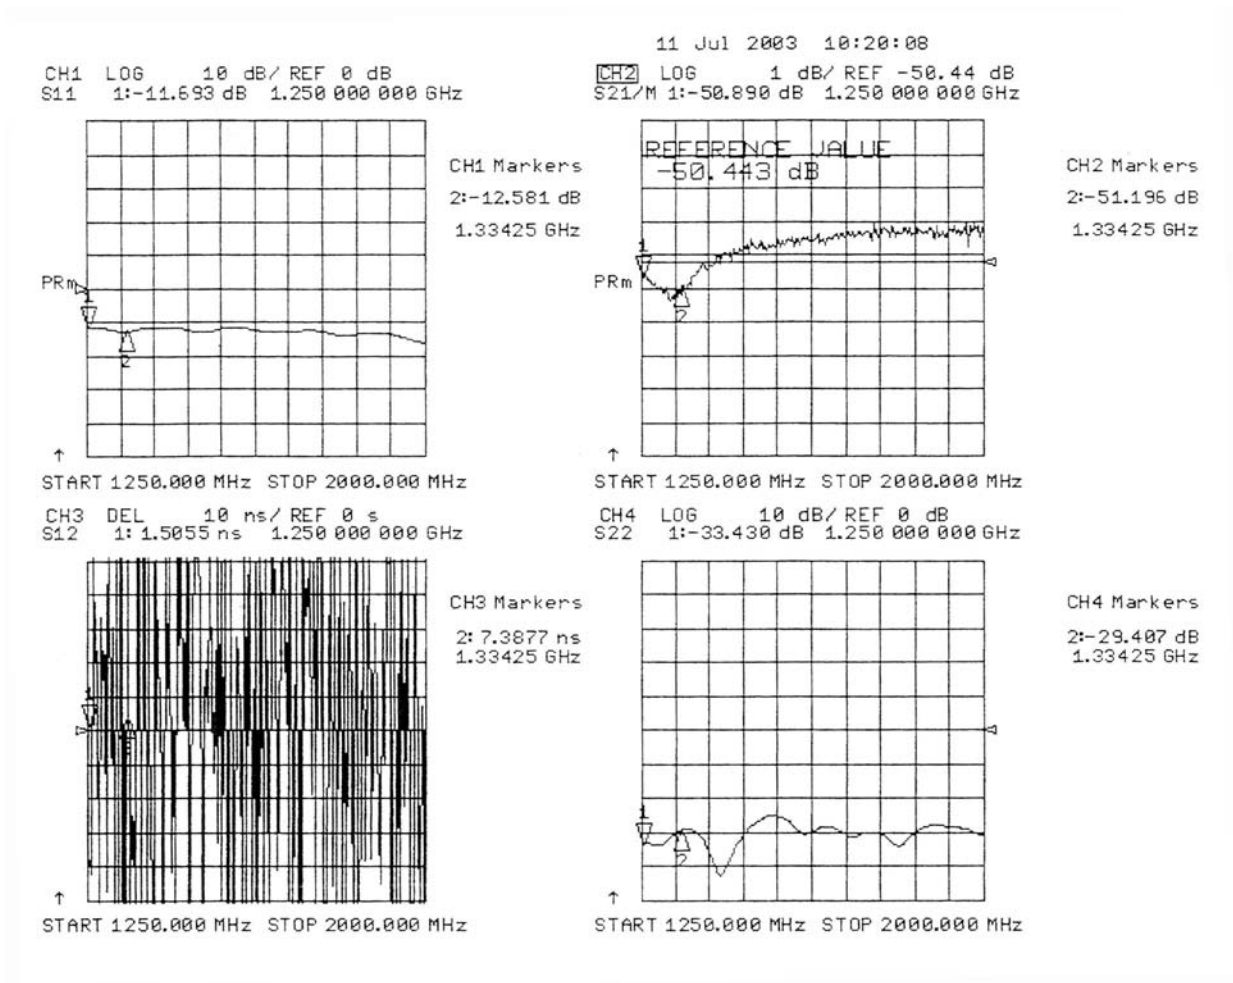 11 Jul 2003 10:20:08
CH1 LOG 10 dB/ REF 0 dB
S11 1:-11.693 dB 1.250 000 000 GHz
CH1 Markers
2:-12.581 dB
1.33425 GHz
PRm
1
2
↑
START 1250.000 MHz STOP 2000.000 MHz
CH2 LOG 1 dB/ REF -50.44 dB
S21/M 1:-50.890 dB 1.250 000 000 GHz
REFERENCE VALUE
-50.443 dB
CH2 Markers
2:-51.196 dB
1.33425 GHz
1
PRm
2
↑
START 1250.000 MHz STOP 2000.000 MHz
CH3 DEL 10 ns/ REF 0 s
S12 1: 1.5055 ns 1.250 000 000 GHz
CH3 Markers
2: 7.3877 ns
1.33425 GHz
1
↑
START 1250.000 MHz STOP 2000.000 MHz
CH4 LOG 10 dB/ REF 0 dB
S22 1:-33.430 dB 1.250 000 000 GHz
CH4 Markers
2:-29.407 dB
1.33425 GHz
1
2
↑
START 1250.000 MHz STOP 2000.000 MHz